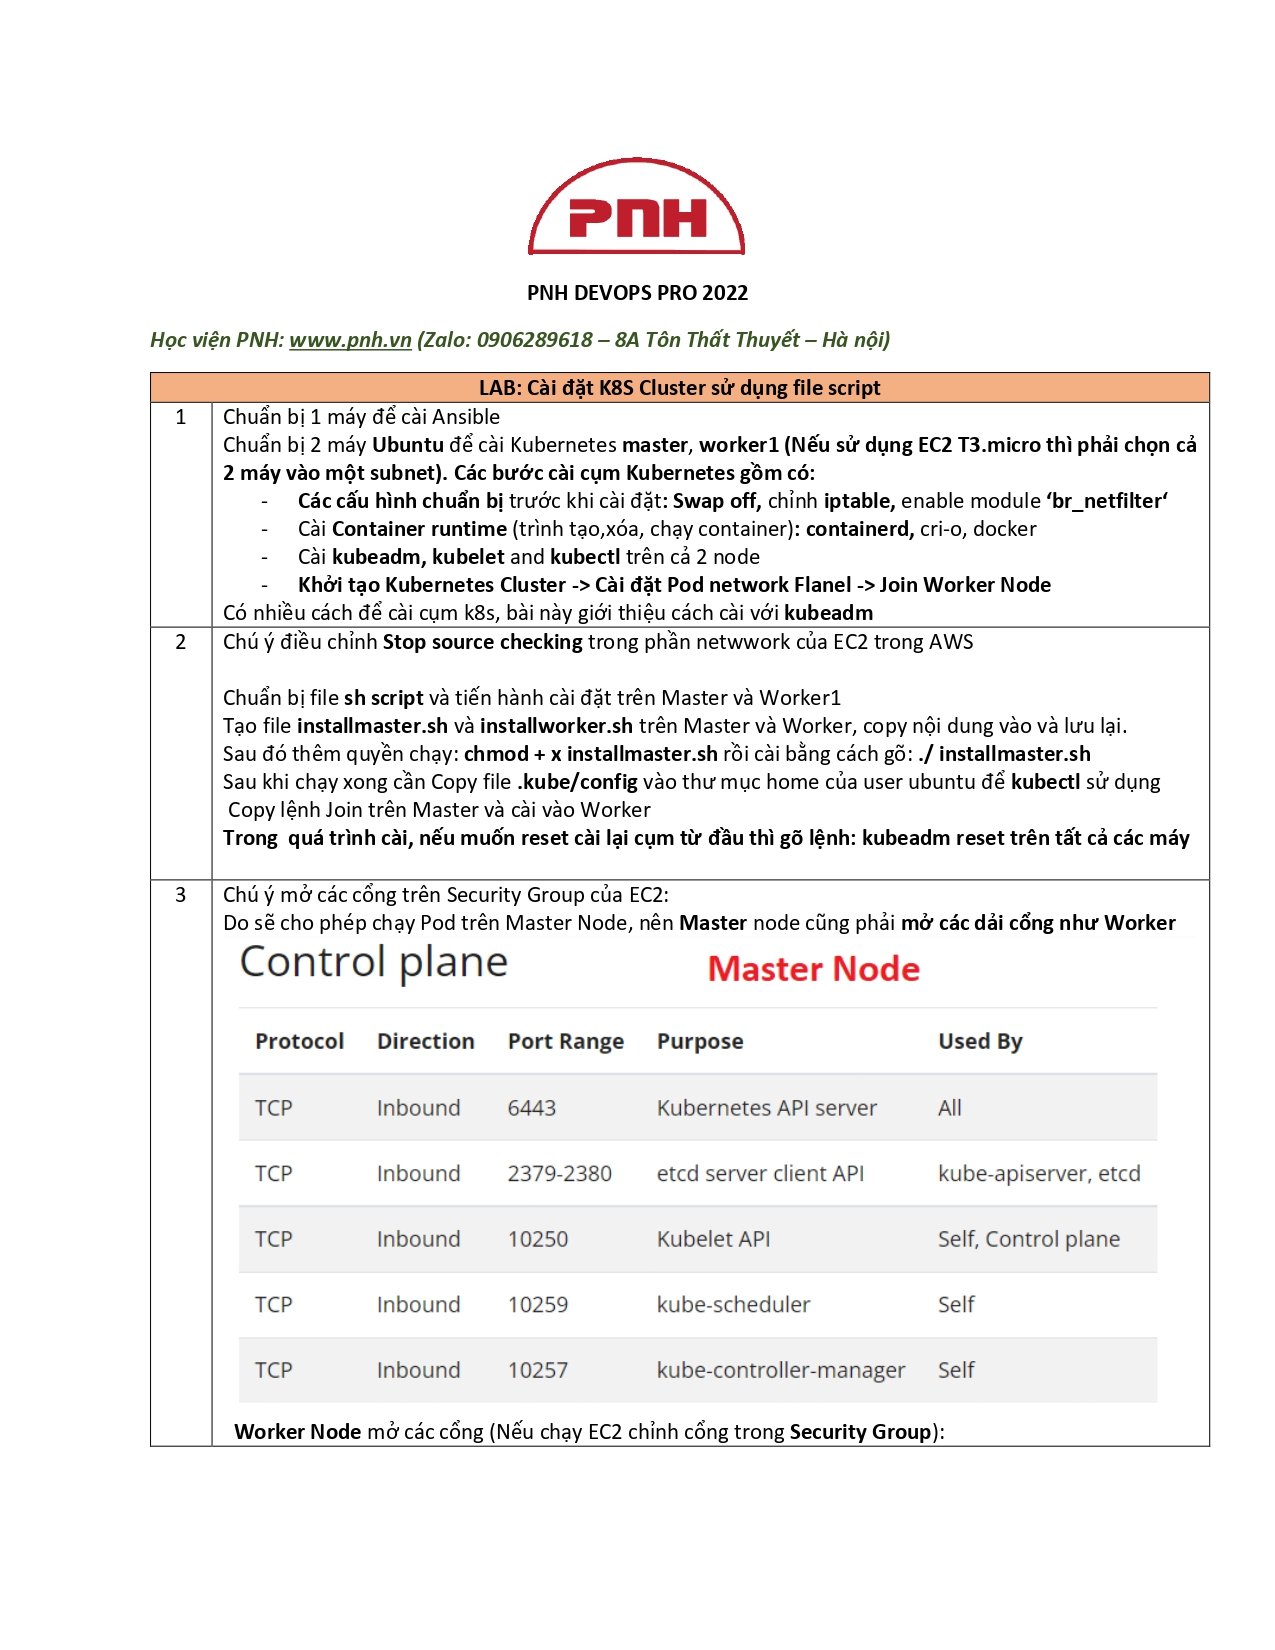 PNH
PNH DEVOPS PRO 2022
Học viện PNH: www.pnh.vn (Zalo: 0906289618 – 8A Tôn Thất Thuyết – Hà nội)
LAB: Cài đặt K8S Cluster sử dụng file script
1 Chuẩn bị 1 máy để cài Ansible
Chuẩn bị 2 máy Ubuntu để cài Kubernetes master, worker1 (Nếu sử dụng EC2 T3.micro thì phải chọn cả
2 máy vào một subnet). Các bước cài cụm Kubernetes gồm có:
- Các cấu hình chuẩn bị trước khi cài đặt: Swap off, chỉnh iptable, enable module ‘br_netfilter‘
- Cài Container runtime (trình tạo,xóa, chạy container): containerd, cri-o, docker
- Cài kubeadm, kubelet and kubectl trên cả 2 node
- Khởi tạo Kubernetes Cluster -> Cài đặt Pod network Flanel -> Join Worker Node
Có nhiều cách để cài cụm k8s, bài này giới thiệu cách cài với kubeadm
2 Chú ý điều chỉnh Stop source checking trong phần netwwork của EC2 trong AWS
Chuẩn bị file sh script và tiến hành cài đặt trên Master và Worker1
Tạo file installmaster.sh và installworker.sh trên Master và Worker, copy nội dung vào và lưu lại.
Sau đó thêm quyền chạy: chmod + x installmaster.sh rồi cài bằng cách gõ: ./ installmaster.sh
Sau khi chạy xong cần Copy file .kube/config vào thư mục home của user ubuntu để kubectl sử dụng
Copy lệnh Join trên Master và cài vào Worker
Trong quá trình cài, nếu muốn reset cài lại cụm từ đầu thì gõ lệnh: kubeadm reset trên tất cả các máy
3 Chú ý mở các cổng trên Security Group của EC2:
Do sẽ cho phép chạy Pod trên Master Node, nên Master node cũng phải mở các dải cổng như Worker
Control plane Master Node
Protocol Direction Port Range Purpose Used By
TCP Inbound 6443 Kubernetes API server All
TCP Inbound 2379-2380 etcd server client API kube-apiserver, etcd
TCP Inbound 10250 Kubelet API Self, Control plane
TCP Inbound 10259 kube-scheduler Self
TCP Inbound 10257 kube-controller-manager Self
Worker Node mở các cổng (Nếu chạy EC2 chỉnh cổng trong Security Group):